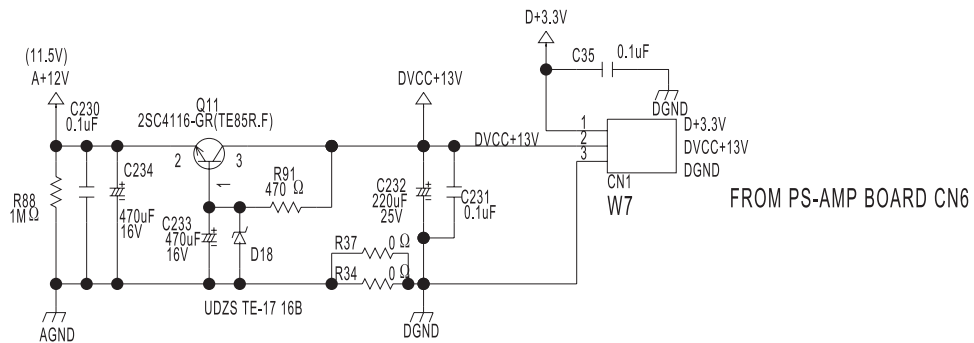 D+3.3V
C35
0.1uF
DGND
(11.5V)
A+12V
C230
0.1uF
Q11
2SC4116-GR(TE85R.F)
DVCC+13V
DVCC+13V
1
2
3
D+3.3V
DVCC+13V
DGND
CN1
W7
FROM PS-AMP BOARD CN6
2
3
1
C234
470uF
16V
R88
1MΩ
R91
470 Ω
C232
220uF
25V
C231
0.1uF
C233
470uF
16V
D18
R37
0 Ω
R34
0 Ω
UDZS TE-17 16B
AGND
DGND